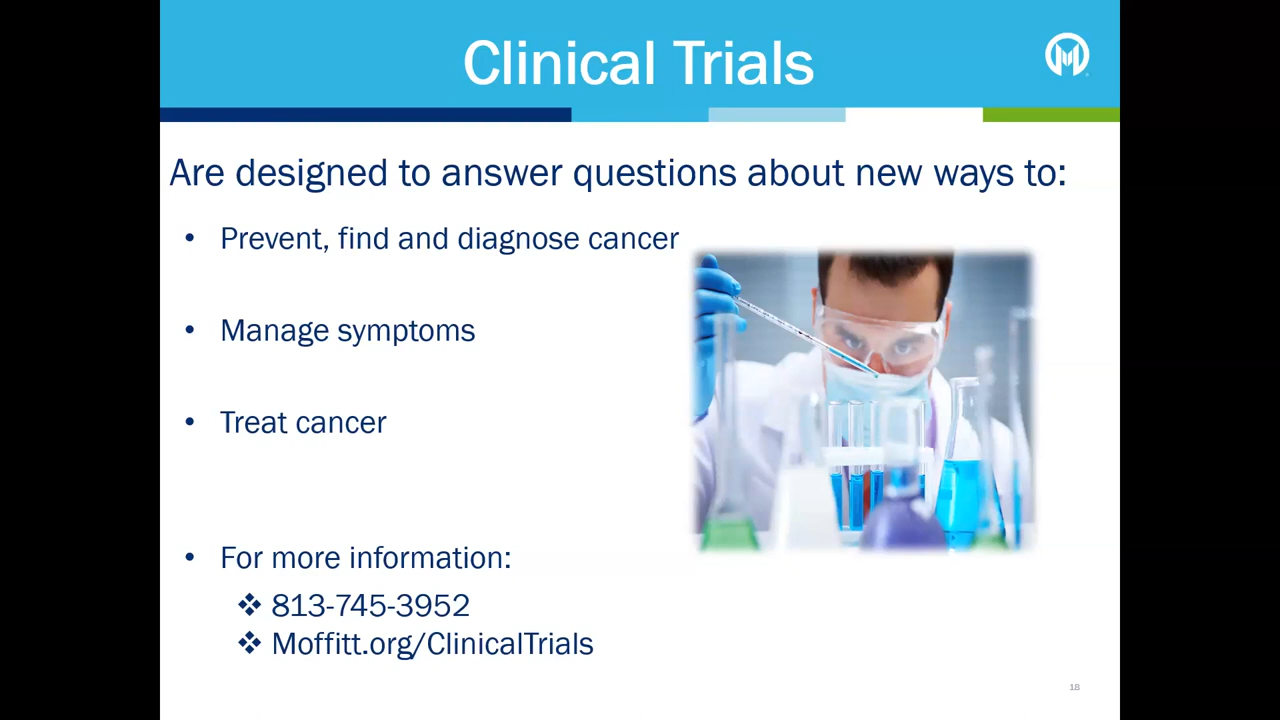 Clinical Trials
Are designed to answer questions about new ways to:
• Prevent, find and diagnose cancer
• Manage symptoms
• Treat cancer
• For more information:
❖ 813-745-3952
❖ Moffitt.org/ClinicalTrials
18